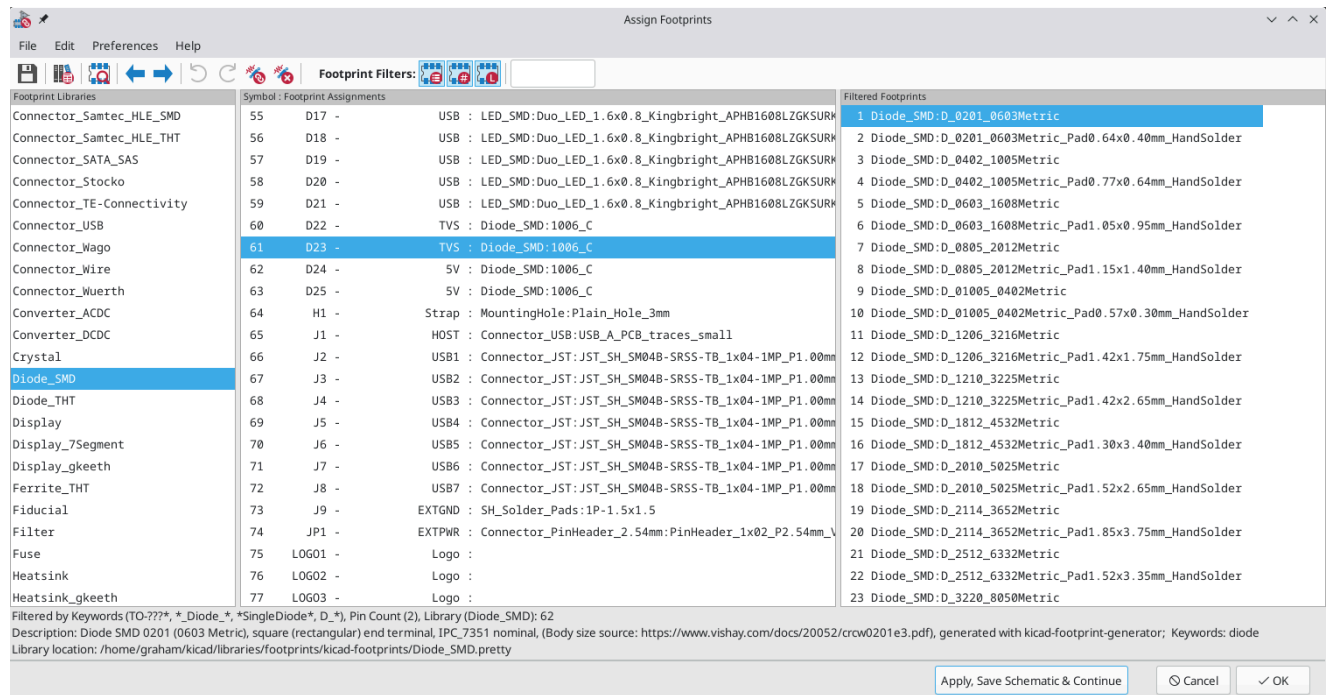 Assign Footprints
File Edit Preferences Help
Footprint Filters:
Footprint Libraries
Connector_Samtec_HLE_SMD
Connector_Samtec_HLE_THT
Connector_SATA_SAS
Connector_Stocko
Connector_TE-Connectivity
Connector_USB
Connector_Wago
Connector_Wire
Connector_Wuerth
Converter_ACDC
Converter_DCDC
Crystal
Diode_SMD
Diode_THT
Display
Display_7Segment
Display_gkeeth
Ferrite_THT
Fiducial
Filter
Fuse
Heatsink
Heatsink_gkeeth
Symbol : Footprint Assignments
55 D17 - USB : LED_SMD:Duo_LED_1.6x0.8_Kingbright_APHB1608LZGKSURK
56 D18 - USB : LED_SMD:Duo_LED_1.6x0.8_Kingbright_APHB1608LZGKSURK
57 D19 - USB : LED_SMD:Duo_LED_1.6x0.8_Kingbright_APHB1608LZGKSURK
58 D20 - USB : LED_SMD:Duo_LED_1.6x0.8_Kingbright_APHB1608LZGKSURK
59 D21 - USB : LED_SMD:Duo_LED_1.6x0.8_Kingbright_APHB1608LZGKSURK
60 D22 - TVS : Diode_SMD:1006_C
61 D23 - TVS : Diode_SMD:1006_C
62 D24 - 5V : Diode_SMD:1006_C
63 D25 - 5V : Diode_SMD:1006_C
64 H1 - Strap : MountingHole:Plain_Hole_3mm
65 J1 - HOST : Connector_USB:USB_A_PCB_traces_small
66 J2 - USB1 : Connector_JST:JST_SH_SM04B-SRSS-TB_1x04-1MP_P1.00mm
67 J3 - USB2 : Connector_JST:JST_SH_SM04B-SRSS-TB_1x04-1MP_P1.00mm
68 J4 - USB3 : Connector_JST:JST_SH_SM04B-SRSS-TB_1x04-1MP_P1.00mm
69 J5 - USB4 : Connector_JST:JST_SH_SM04B-SRSS-TB_1x04-1MP_P1.00mm
70 J6 - USB5 : Connector_JST:JST_SH_SM04B-SRSS-TB_1x04-1MP_P1.00mm
71 J7 - USB6 : Connector_JST:JST_SH_SM04B-SRSS-TB_1x04-1MP_P1.00mm
72 J8 - USB7 : Connector_JST:JST_SH_SM04B-SRSS-TB_1x04-1MP_P1.00mm
73 J9 - EXTGND : SH_Solder_Pads:1P-1.5x1.5
74 JP1 - EXTPWR : Connector_PinHeader_2.54mm:PinHeader_1x02_P2.54mm_V
75 LOGO1 - Logo :
76 LOGO2 - Logo :
77 LOGO3 - Logo :
Filtered Footprints
1 Diode_SMD:D_0201_0603Metric
2 Diode_SMD:D_0201_0603Metric_Pad0.64x0.40mm_HandSolder
3 Diode_SMD:D_0402_1005Metric
4 Diode_SMD:D_0402_1005Metric_Pad0.77x0.64mm_HandSolder
5 Diode_SMD:D_0603_1608Metric
6 Diode_SMD:D_0603_1608Metric_Pad1.05x0.95mm_HandSolder
7 Diode_SMD:D_0805_2012Metric
8 Diode_SMD:D_0805_2012Metric_Pad1.15x1.40mm_HandSolder
9 Diode_SMD:D_01005_0402Metric
10 Diode_SMD:D_01005_0402Metric_Pad0.57x0.30mm_HandSolder
11 Diode_SMD:D_1206_3216Metric
12 Diode_SMD:D_1206_3216Metric_Pad1.42x1.75mm_HandSolder
13 Diode_SMD:D_1210_3225Metric
14 Diode_SMD:D_1210_3225Metric_Pad1.42x2.65mm_HandSolder
15 Diode_SMD:D_1812_4532Metric
16 Diode_SMD:D_1812_4532Metric_Pad1.30x3.40mm_HandSolder
17 Diode_SMD:D_2010_5025Metric
18 Diode_SMD:D_2010_5025Metric_Pad1.52x2.65mm_HandSolder
19 Diode_SMD:D_2114_3652Metric
20 Diode_SMD:D_2114_3652Metric_Pad1.85x3.75mm_HandSolder
21 Diode_SMD:D_2512_6332Metric
22 Diode_SMD:D_2512_6332Metric_Pad1.52x3.35mm_HandSolder
23 Diode_SMD:D_3220_8050Metric
Filtered by Keywords (TO-???*, *_Diode_*, *SingleDiode*, D_*), Pin Count (2), Library (Diode_SMD): 62
Description: Diode SMD 0201 (0603 Metric), square (rectangular) end terminal, IPC_7351 nominal, (Body size source: https://www.vishay.com/docs/20052/crcw0201e3.pdf), generated with kicad-footprint-generator; Keywords: diode
Library location: /home/graham/kicad/libraries/footprints/kicad-footprints/Diode_SMD.pretty
Apply, Save Schematic & Continue
Cancel
OK